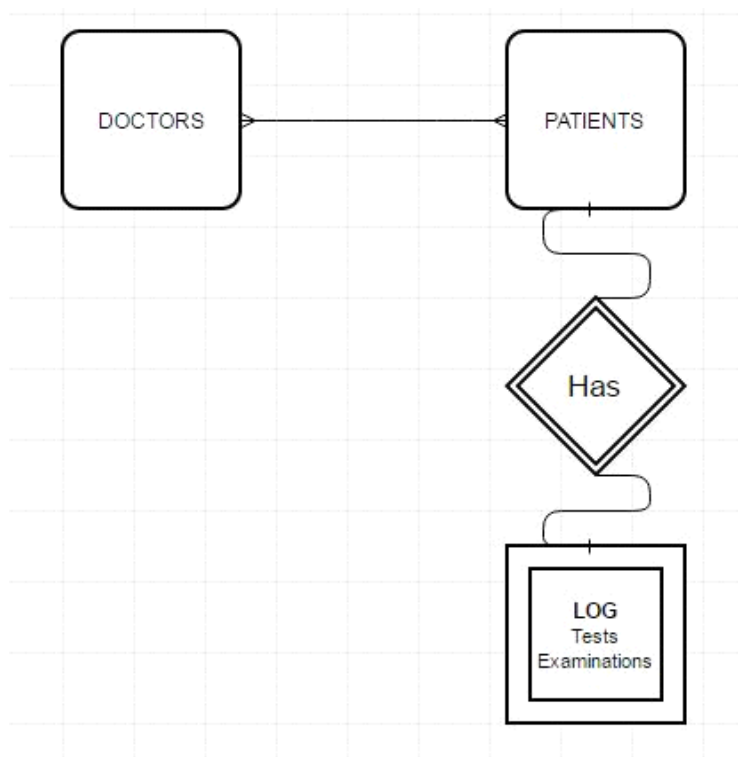 DOCTORS
PATIENTS
Has
LOG
Tests
Examinations